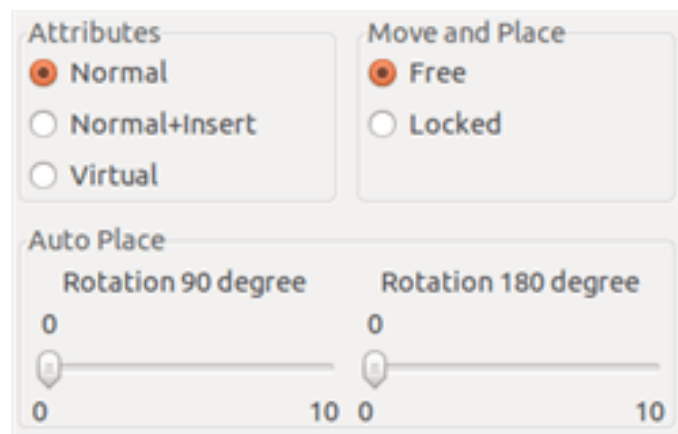 Attributes
Normal
Normal+Insert
Virtual
Move and Place
Free
Locked
Auto Place
Rotation 90 degree
0
0 10
Rotation 180 degree
0
0 10